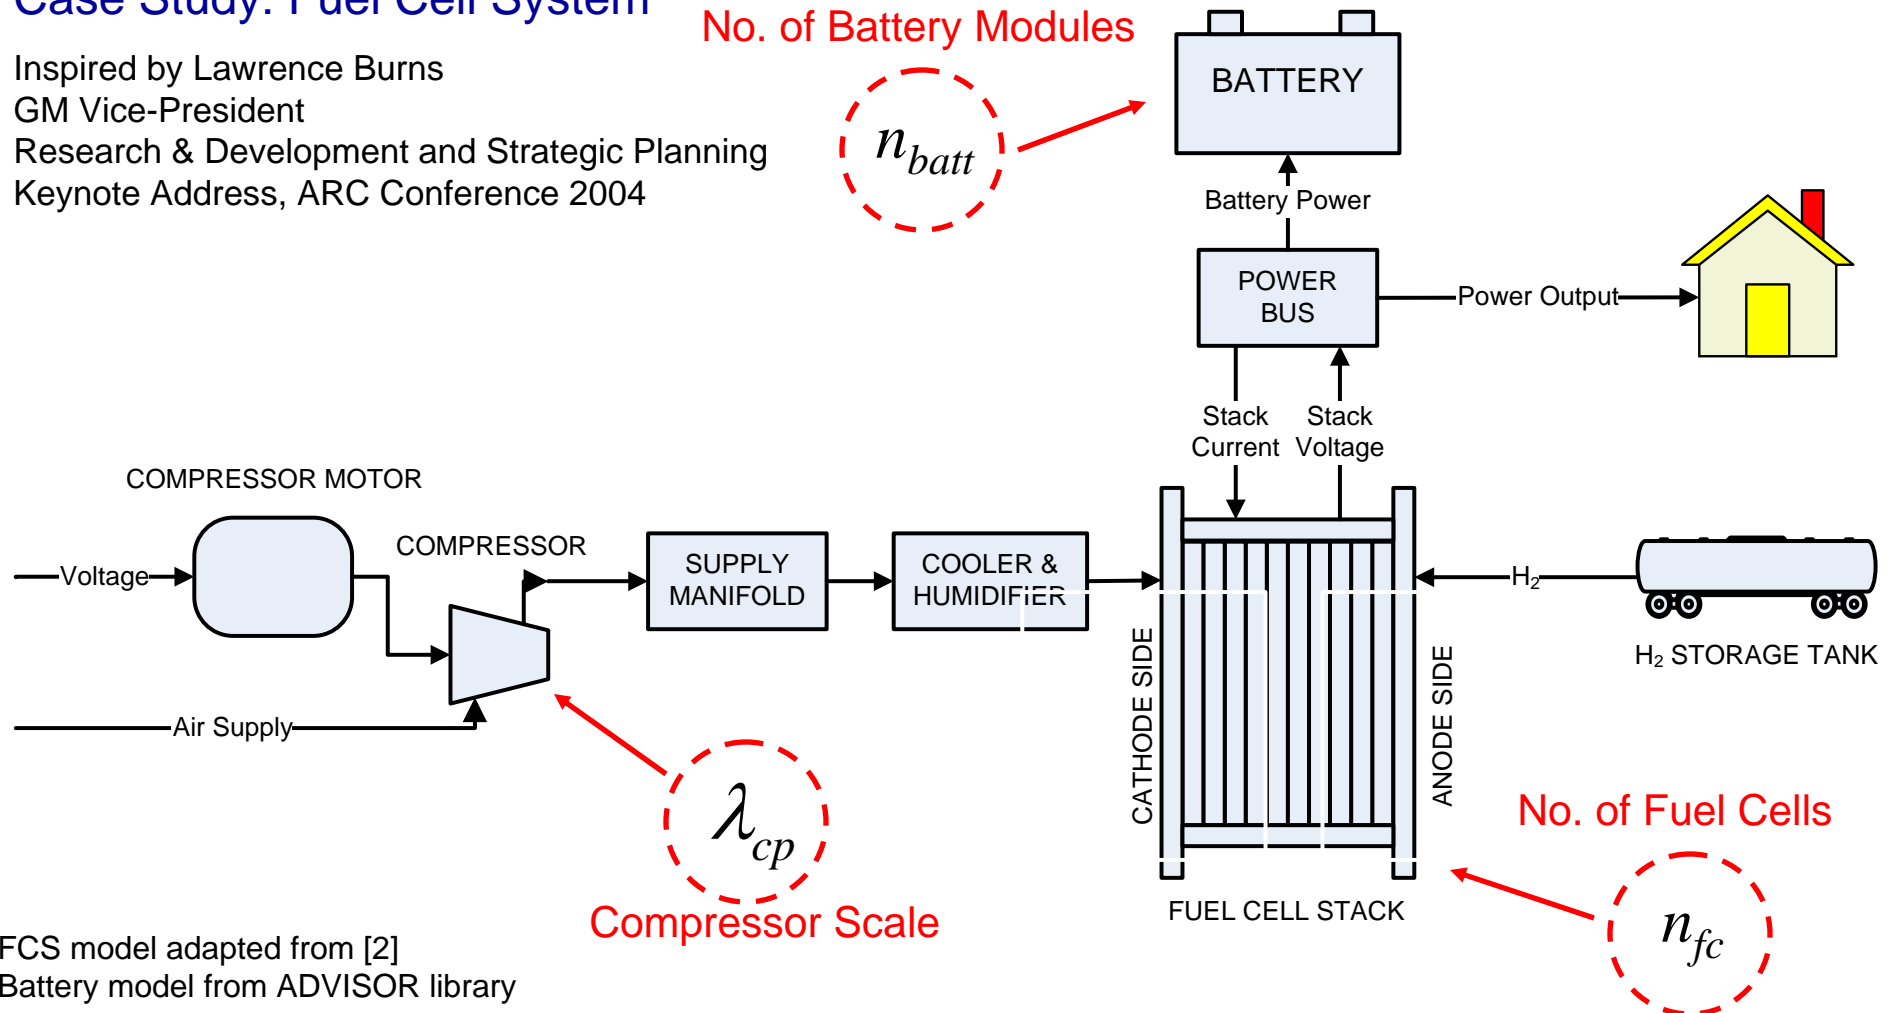 Case Study: Fuel Cell System
Inspired by Lawrence Burns
GM Vice-President
Research & Development and Strategic Planning
Keynote Address, ARC Conference 2004
No. of Battery Modules
n_batt
BATTERY
Battery Power
POWER
BUS
Power Output
Stack
Current
Stack
Voltage
COMPRESSOR MOTOR
Voltage
COMPRESSOR
SUPPLY
MANIFOLD
COOLER &
HUMIDIFIER
H₂
H₂ STORAGE TANK
Air Supply
CATHODE SIDE
ANODE SIDE
λ_cp
Compressor Scale
No. of Fuel Cells
n_fc
FUEL CELL STACK
FCS model adapted from [2]
Battery model from ADVISOR library